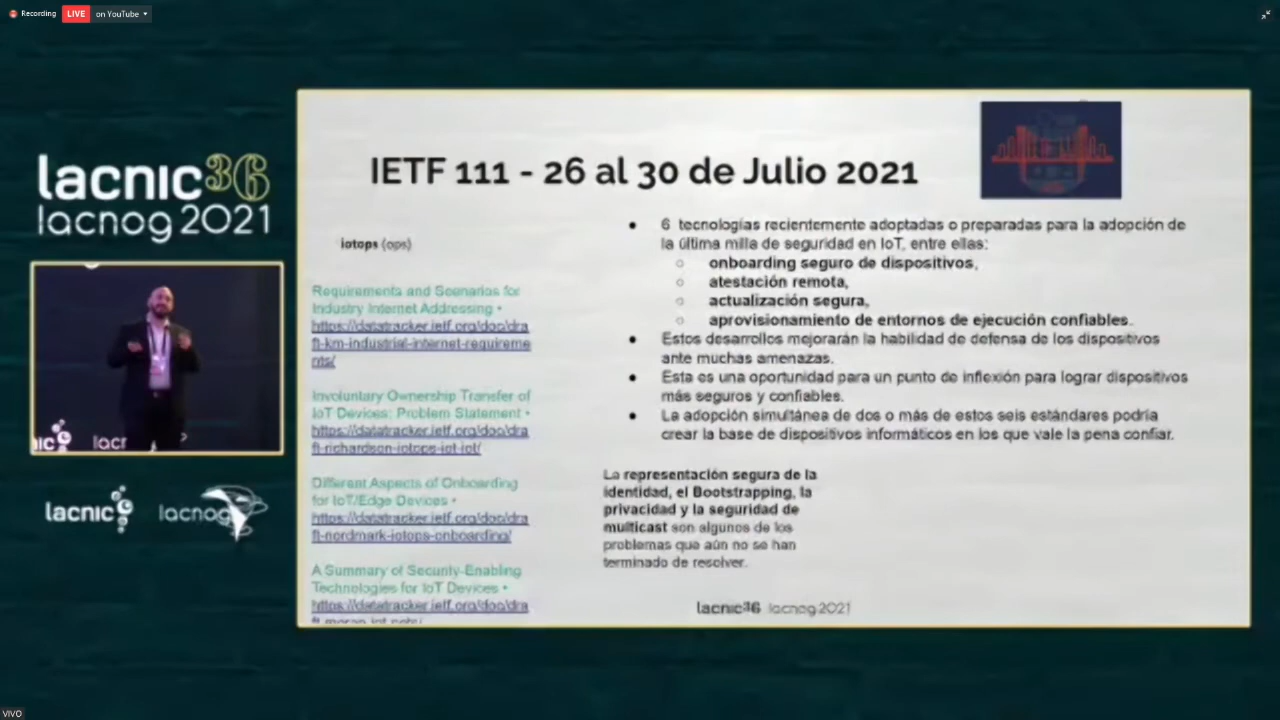 Recording
LIVE
on YouTube
lacnic36
lacnog 2021
IETF 111 - 26 al 30 de Julio 2021
iotops (ops)
Requirements and Scenarios for
Industry Internet Addressing •
https://datatracker.ietf.org/doc/dra
ft-km-industrial-internet-requireme
nts/
Involuntary Ownership Transfer of
IoT Devices: Problem Statement •
https://datatracker.ietf.org/doc/dra
ft-richardson-iotops-iot-iot/
Different Aspects of Onboarding
for IoT/Edge Devices •
https://datatracker.ietf.org/doc/dra
ft-nordmark-iotops-onboarding/
A Summary of Security-Enabling
Technologies for IoT Devices •
https://datatracker.ietf.org/doc/dra
● 6 tecnologías recientemente adoptadas o preparadas para la adopción de
la última milla de seguridad en IoT, entre ellas:
○ onboarding seguro de dispositivos,
○ atestación remota,
○ actualización segura,
○ aprovisionamiento de entornos de ejecución confiables.
● Estos desarrollos mejorarán la habilidad de defensa de los dispositivos
ante muchas amenazas.
● Esta es una oportunidad para un punto de inflexión para lograr dispositivos
más seguros y confiables.
● La adopción simultánea de dos o más de estos seis estándares podría
crear la base de dispositivos informáticos en los que vale la pena confiar.
La representación segura de la
identidad, el Bootstrapping, la
privacidad y la seguridad de
multicast son algunos de los
problemas que aún no se han
terminado de resolver.
lacnic36 lacnog2021
nic lacr
lacnic lacnog
VIVO